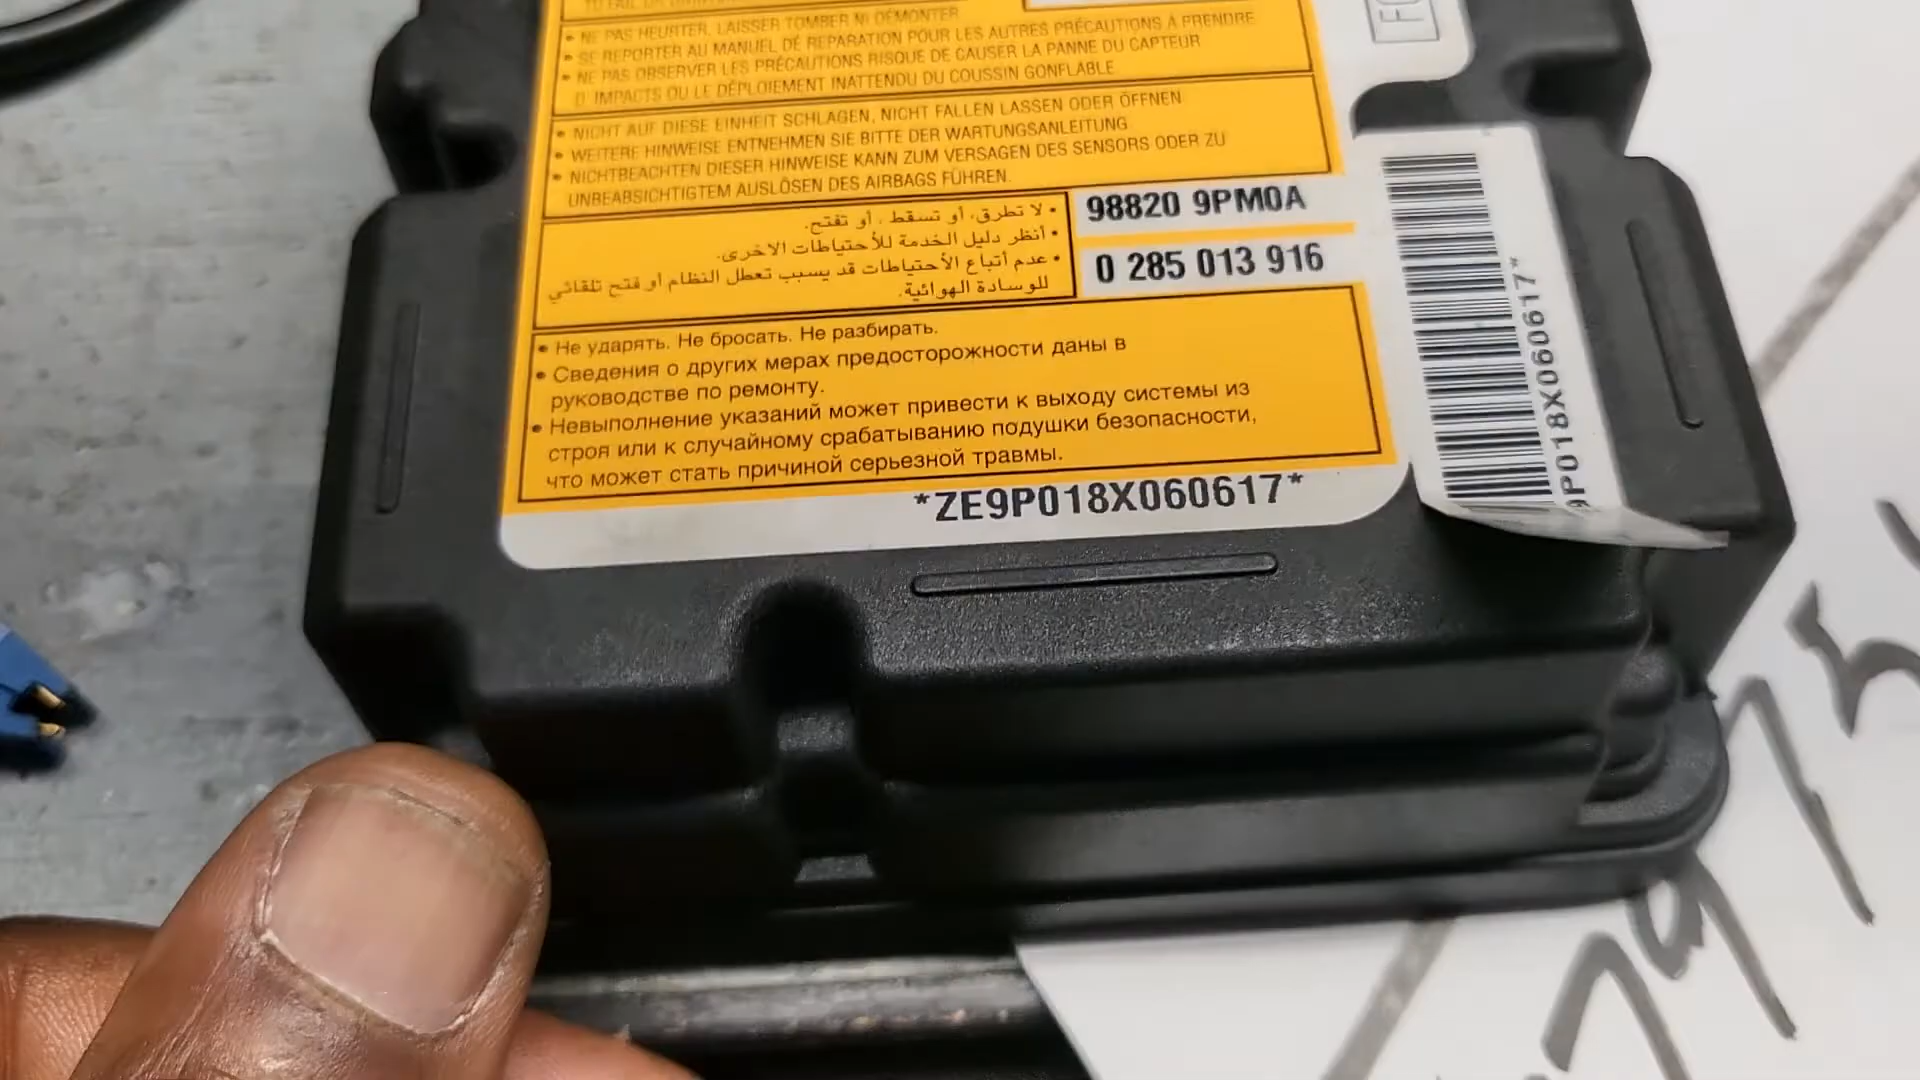 • NE PAS HEURTER, LAISSER TOMBER NI DÉMONTER
• SE REPORTER AU MANUEL DE RÉPARATION POUR LES AUTRES PRÉCAUTIONS À PRENDRE
• NE PAS OBSERVER LES PRÉCAUTIONS RISQUE DE CAUSER LA PANNE DU CAPTEUR
D' IMPACTS OU LE DÉPLOIEMENT INATTENDU DU COUSSIN GONFLABLE
• NICHT AUF DIESE EINHEIT SCHLAGEN, NICHT FALLEN LASSEN ODER ÖFFNEN
• WEITERE HINWEISE ENTNEHMEN SIE BITTE DER WARTUNGSANLEITUNG
• NICHTBEACHTEN DIESER HINWEISE KANN ZUM VERSAGEN DES SENSORS ODER ZU
UNBEABSICHTIGTEM AUSLÖSEN DES AIRBAGS FÜHREN.
• لا تطرق، أو تسقط ، أو تفتح.
• أنظر دليل الخدمة للأحتياطات الاخرى.
• عدم أتباع الأحتياطات قد يسبب تعطل النظام أو فتح تلقائي
للوسادة الهوائية.
98820 9PM0A
0 285 013 916
• Не ударять. Не бросать. Не разбирать.
• Сведения о других мерах предосторожности даны в
руководстве по ремонту.
• Невыполнение указаний может привести к выходу системы из
строя или к случайному срабатыванию подушки безопасности,
что может стать причиной серьезной травмы.
*ZE9P018X060617*
9P018X060617*